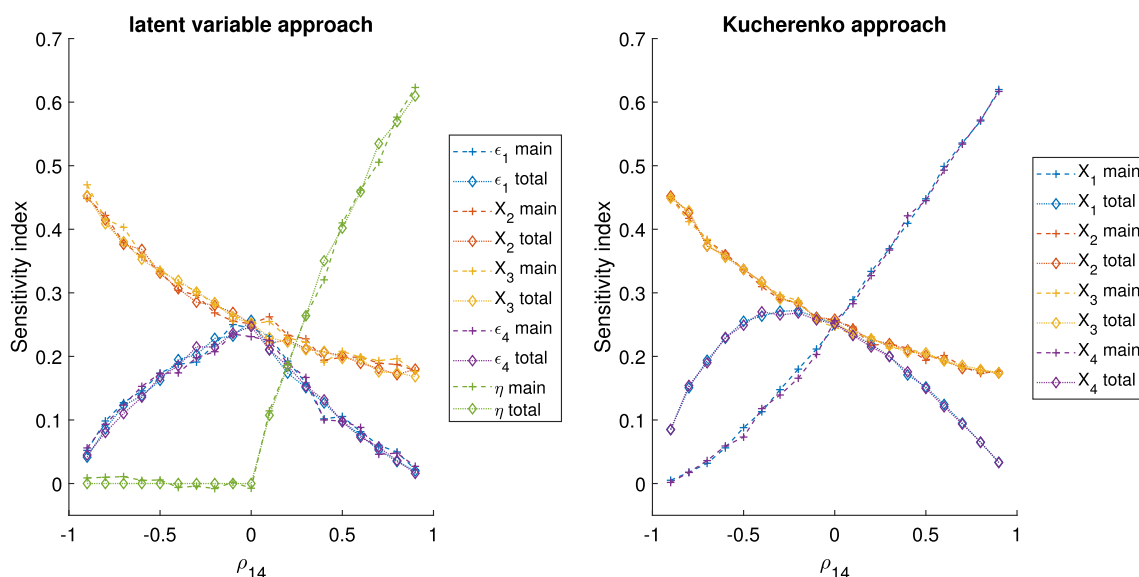 latent variable approach
0.7
0.6
0.5
0.4
0.3
0.2
0.1
0
Sensitivity index
-1 -0.5 0 0.5 1
ρ14
ϵ1 main
ϵ1 total
X2 main
X2 total
X3 main
X3 total
ϵ4 main
ϵ4 total
η main
η total
Kucherenko approach
0.7
0.6
0.5
0.4
0.3
0.2
0.1
0
Sensitivity index
-1 -0.5 0 0.5 1
ρ14
X1 main
X1 total
X2 main
X2 total
X3 main
X3 total
X4 main
X4 total